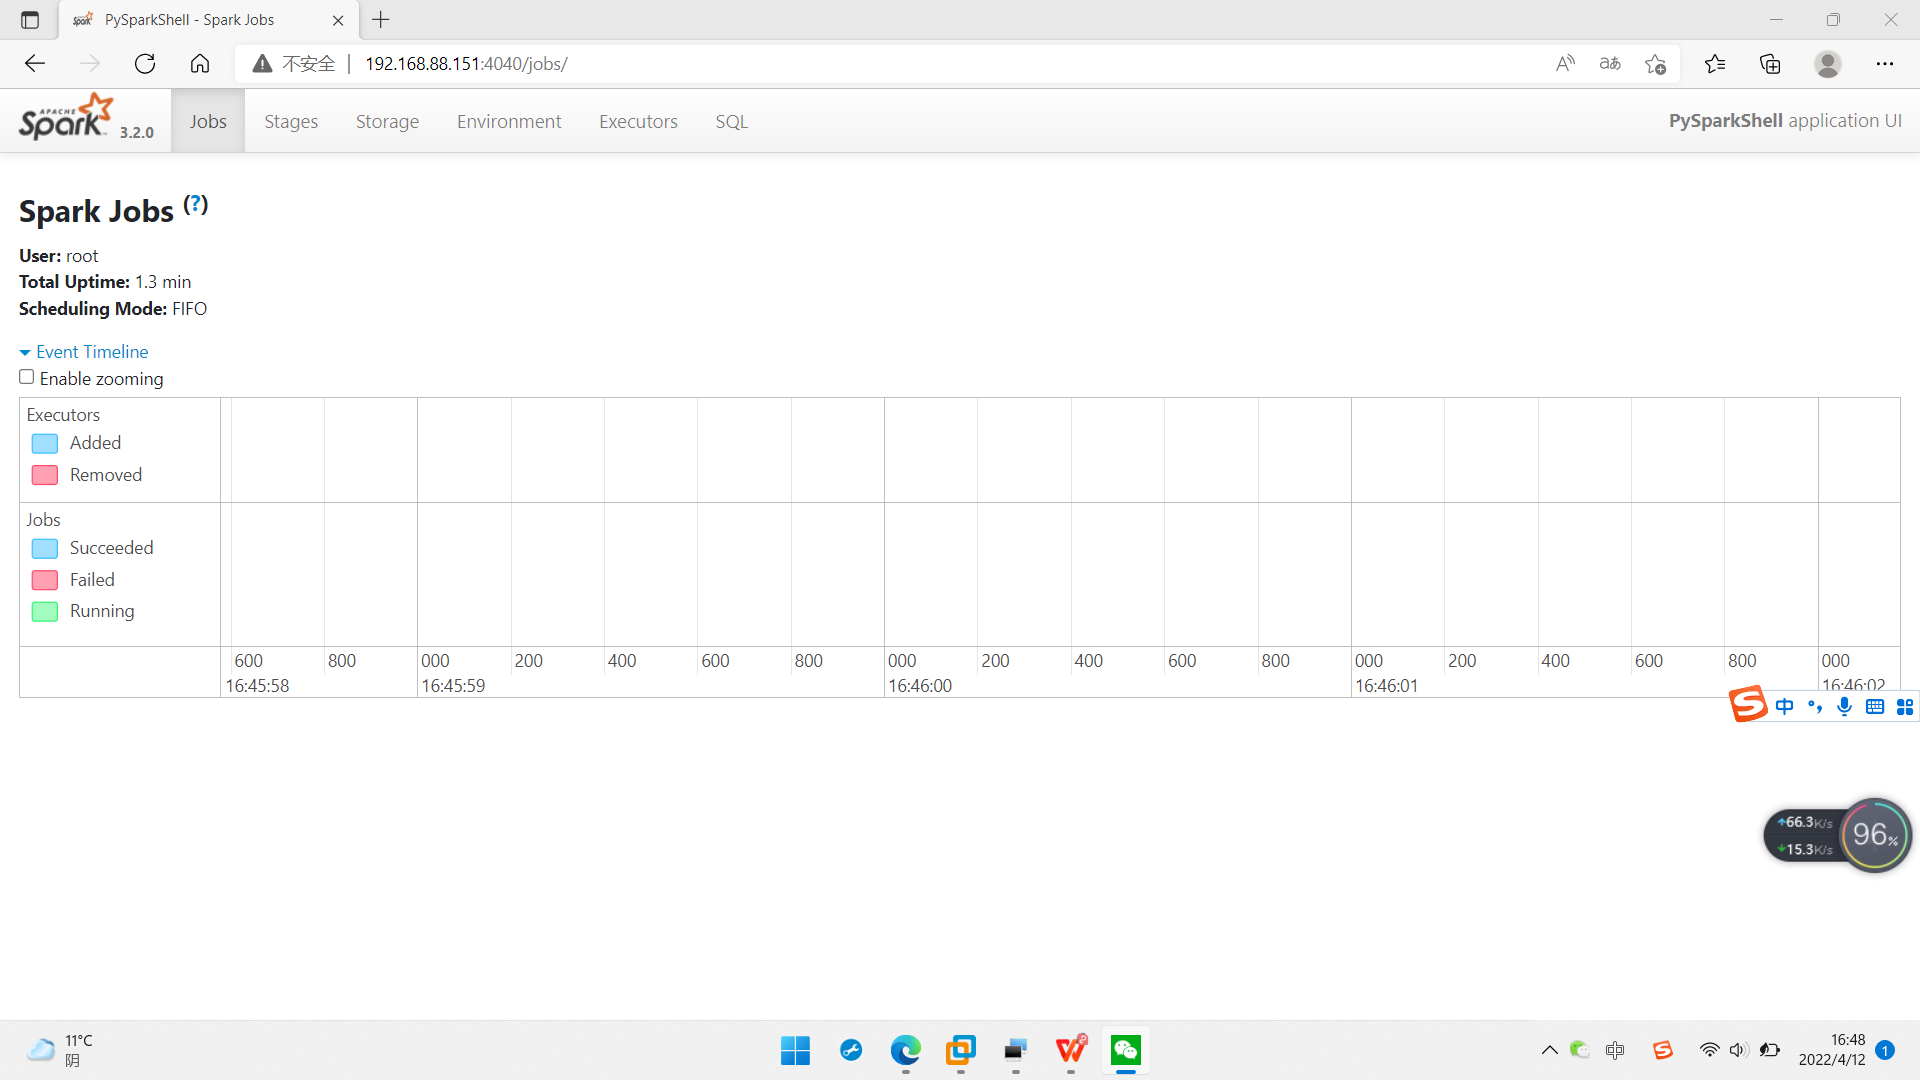 PySparkShell - Spark Jobs
不安全 192.168.88.151:4040/jobs/
aあ
APACHE
Spark 3.2.0
Jobs Stages Storage Environment Executors SQL
PySparkShell application UI
Spark Jobs (?)
User: root
Total Uptime: 1.3 min
Scheduling Mode: FIFO
Event Timeline
Enable zooming
Executors
Added
Removed
Jobs
Succeeded
Failed
Running
600 800 000 200 400 600 800 000 200 400 600 800 000 200 400 600 800 000
16:45:58 16:45:59 16:46:00 16:46:01 16:46:02
中
66.3K/s
15.3K/s
96%
11°C
阴
中
16:48
2022/4/12
1